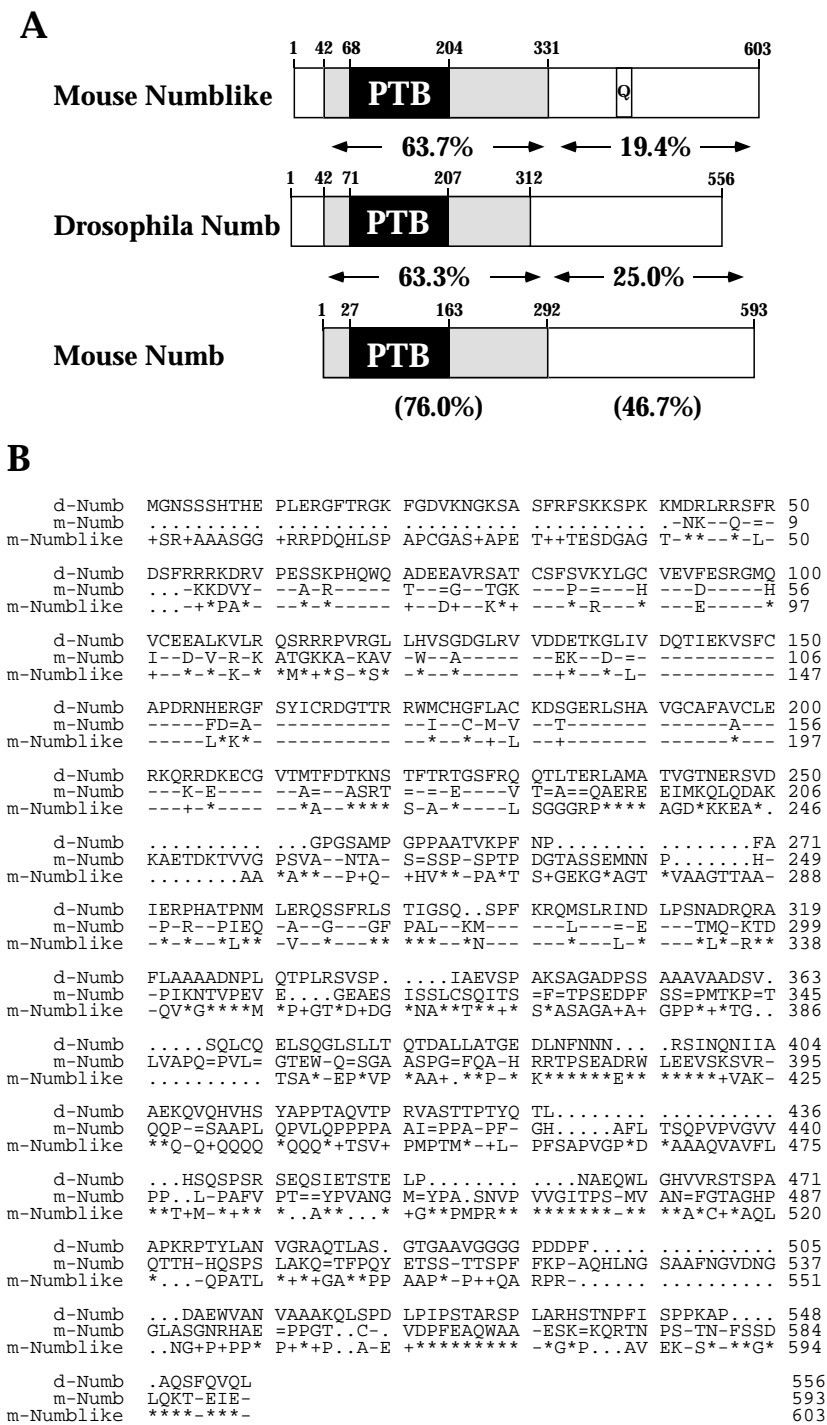 A
1 42 68 204 331 603
Mouse Numblike PTB Q
63.7% 19.4%
1 42 71 207 312 556
Drosophila Numb PTB
63.3% 25.0%
1 27 163 292 593
Mouse Numb PTB
(76.0%) (46.7%)
B
d-Numb MGNSSSHTHE PLERGFTRGK FGDVKNGKSA SFRFSKKSPK KMDRLRRSFR 50
m-Numb .......... .......... .......... .......... .-NK--Q-=- 9
m-Numblike +SR+AAASGG +RRPDQHLSP APCGAS+APE T++TESDGAG T-**--*-L- 50
d-Numb DSFRRRKDRV PESSKPHQWQ ADEEAVRSAT CSFSVKYLGC VEVFESRGMQ 100
m-Numb ...-KKDVY- --A-R----- T--=G--TGK ---P-=---H ---D-----H 56
m-Numblike ...-+*PA*- --*-*----- +--D+--K*+ ---*-R---* ---E-----* 97
d-Numb VCEEALKVLR QSRRRPVRGL LHVSGDGLRV VDDETKGLIV DQTIEKVSFC 150
m-Numb I--D-V-R-K ATGKKA-KAV -W--A----- --EK--D-=- ---------- 106
m-Numblike +--*-*-K-* *M*+*S-*S* -*--*----- --+*--*-L- ---------- 147
d-Numb APDRNHERGF SYICRDGTTR RWMCHGFLAC KDSGERLSHA VGCAFAVCLE 200
m-Numb -----FD=A- ---------- ---I--C-M-V --T------- ------A--- 156
m-Numblike -----L*K*- ---------- ---*--*-+-L --+------- ------*--- 197
d-Numb RKQRRDKECG VTMTFDTKNS TFTRTGSFRQ QTLTERLAMA TVGTNERSVD 250
m-Numb ---K-E---- --A=--ASRT =-=-E----V T=A==QAERE EIMKQLQDAK 206
m-Numblike ---+-*---- --*A--**** S-A-*----L SGGGRP**** AGD*KKEA*. 246
d-Numb .......... ...GPGSAMP GPPAATVKPF NP........ ........FA 271
m-Numb KAETDKTVVG PSVA--NTA- S=SSP-SPTP DGTASSEMNN P.......H- 249
m-Numblike ........AA *A**--P+Q- +HV**-PA*T S+GEKG*AGT *VAAGTTAA- 288
d-Numb IERPHATPNM LERQSSFRLS TIGSQ..SPF KRQMSLRIND LPSNADRQRA 319
m-Numb -P-R--PIEQ -A--G---GF PAL--KM--- ---L---=-E ---TMQ-KTD 299
m-Numblike -*-*--*L** --V--*---** ***--*N--- ---*---L-* ---*L*-R** 338
d-Numb FLAAAADNPL QTPLRSVSP. ....IAEVSP AKSAGADPSS AAAVAADSV. 363
m-Numb -PIKNTVPEV E....GEAES ISSLCSQITS =F=TPSEDPF SS=PMTKP=T 345
m-Numblike -QV*G****M *P+GT*D+DG *NA**T**+* S*ASAGA+A+ GPP*+*TG.. 386
d-Numb .....SQLCQ ELSQGLSLLT QTDALLATGE DLNFNNN... .RSINQNIIA 404
m-Numb LVAPQ=PVL= GTEW-Q=SGA ASPG=FQA-H RRTPSEADRW LEEVSKSVR- 395
m-Numblike .......... TSA*-EP*VP *AA+.**P-* K******E** *****+VAK- 425
d-Numb AEKQVQHVHS YAPPTAQVTP RVASTTPTYQ TL........ .......... 436
m-Numb QQP-=SAAPL QPVLQPPPPA AI=PPA-PF- GH.....AFL TSQPVPVGVV 440
m-Numblike **Q-Q+QQQQ *QQQ*+TSV+ PMPTM*-+L- PFSAPVGP*D *AAAQVAVFL 475
d-Numb ...HSQSPSR SEQSIETSTE LP........ ....NAEQWL GHVVRSTSPA 471
m-Numb PP..L-PAFV PT==YPVANG M=YPA.SNVP VVGITPS-MV AN=FGTAGHP 487
m-Numblike **T+M-*+** *..A**...* +G**PMPR** *******-** **A*C+*AQL 520
d-Numb APKRPTYLAN VGRAQTLAS. GTGAAVGGGG PDDPF..... .......... 505
m-Numb QTTH-HQSPS LAKQ=TFPQY ETSS-TTSPF FKP-AQHLNG SAAFNGVDNG 537
m-Numblike *...-QPATL *+*+GA**PP AAP*-P++QA RPR-...... .......... 551
d-Numb ...DAEWVAN VAAAKQLSPD LPIPSTARSP LARHSTNPFI SPPKAP.... 548
m-Numb GLASGNRHAE =PPGT..C-. VDPFEAQWAA -ESK=KQRTN PS-TN-FSSD 584
m-Numblike ..NG+P+PP* P+*+P..A-E +********* -*G*P...AV EK-S*-**G* 594
d-Numb .AQSFQVQL 556
m-Numb LQKT-EIE- 593
m-Numblike ****-***- 603